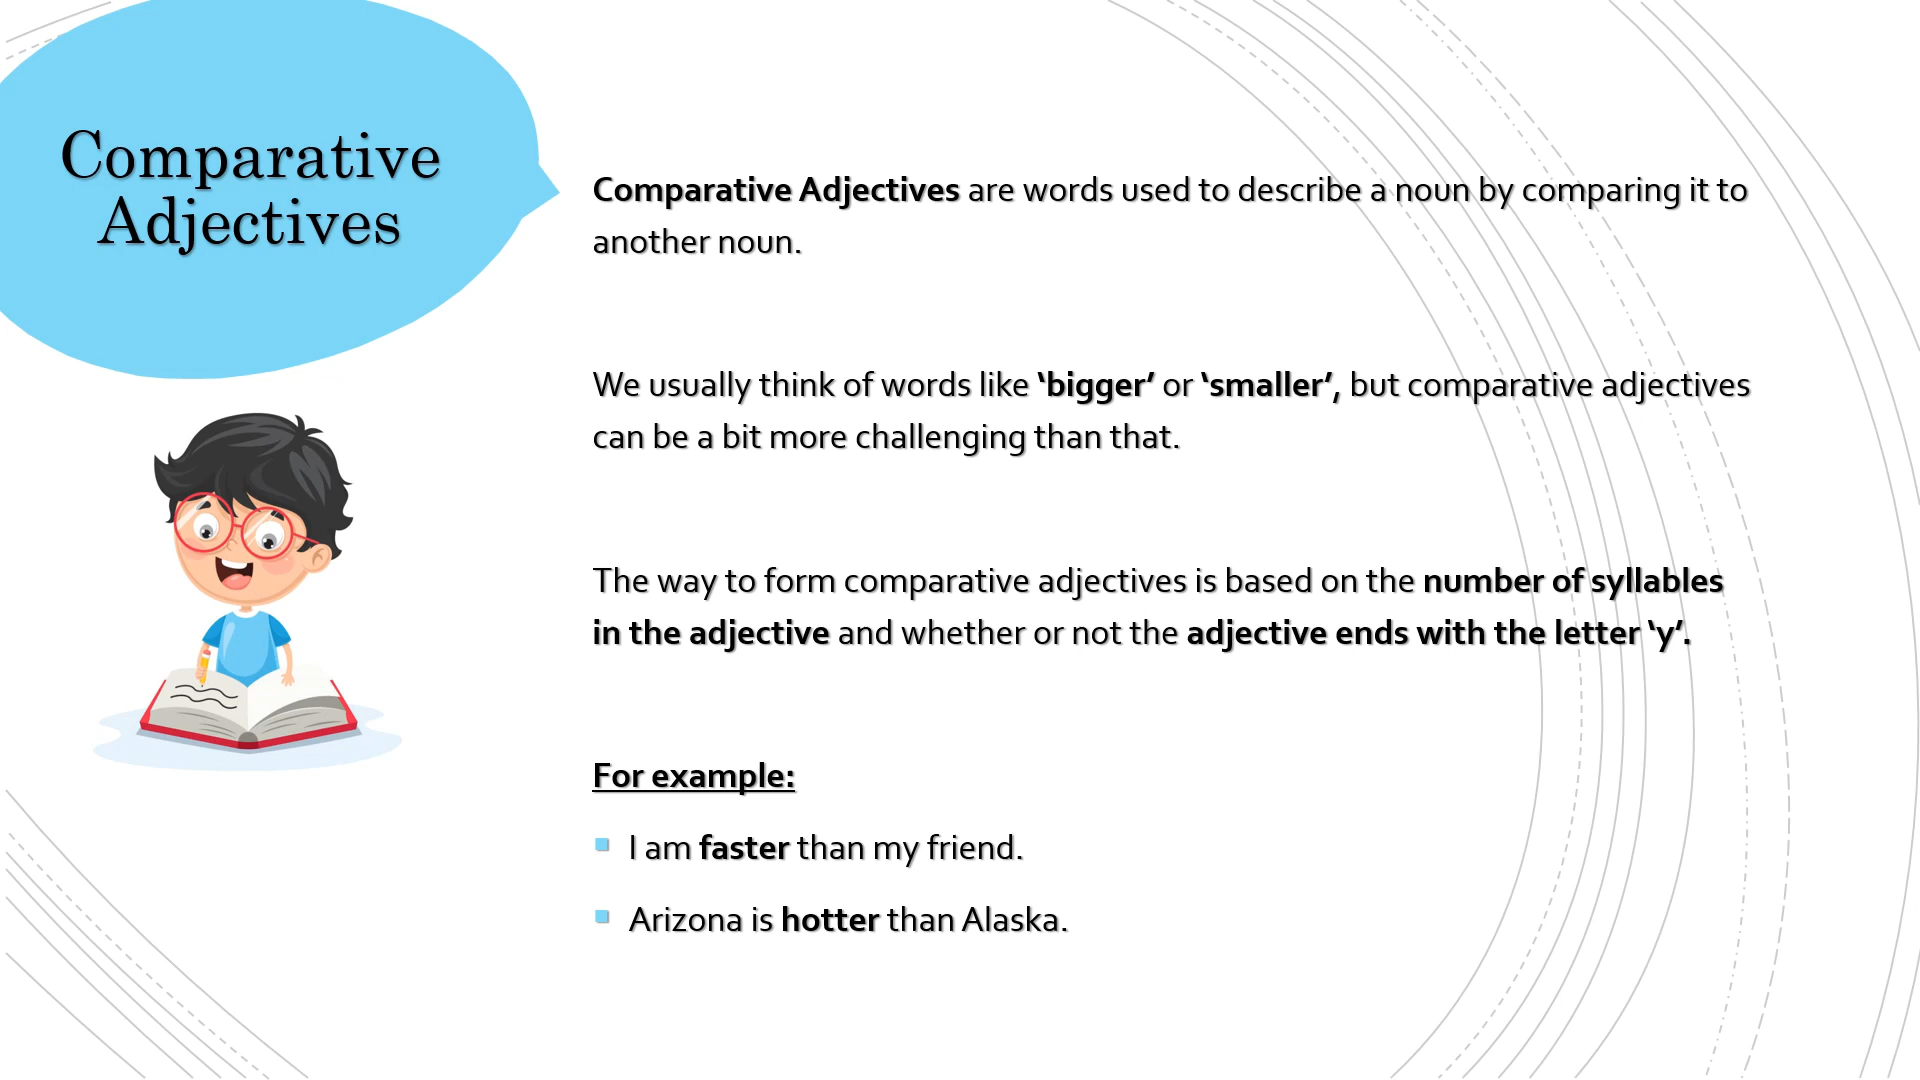 Comparative
Adjectives
Comparative Adjectives are words used to describe a noun by comparing it to
another noun.
We usually think of words like ‘bigger’ or ‘smaller’, but comparative adjectives
can be a bit more challenging than that.
The way to form comparative adjectives is based on the number of syllables
in the adjective and whether or not the adjective ends with the letter ‘y’.
For example:
I am faster than my friend.
Arizona is hotter than Alaska.